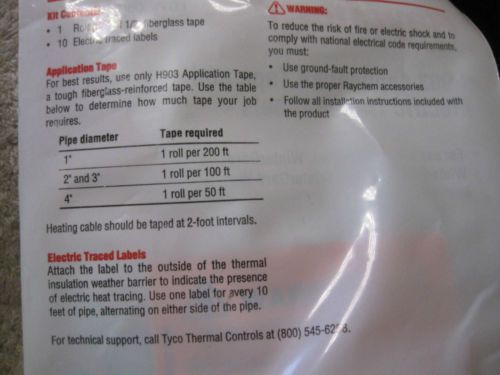 Kit Contents:
• 1 Roll 1/2 fiberglass tape
• 10 Electric traced labels
Application Tape
For best results, use only H903 Application Tape,
a tough fiberglass-reinforced tape. Use the table
below to determine how much tape your job
requires.
Pipe diameter Tape required
1" 1 roll per 200 ft
2" and 3" 1 roll per 100 ft
4" 1 roll per 50 ft
Heating cable should be taped at 2-foot intervals.
Electric Traced Labels
Attach the label to the outside of the thermal
insulation weather barrier to indicate the presence
of electric heat tracing. Use one label for every 10
feet of pipe, alternating on either side of the pipe.
For technical support, call Tyco Thermal Controls at (800)
WARNING:
To reduce the risk of fire or electric shock and to
comply with national electrical code requirements,
you must:
• Use ground-fault protection
• Use the proper Raychem accessories
• Follow all installation instructions included with
the product